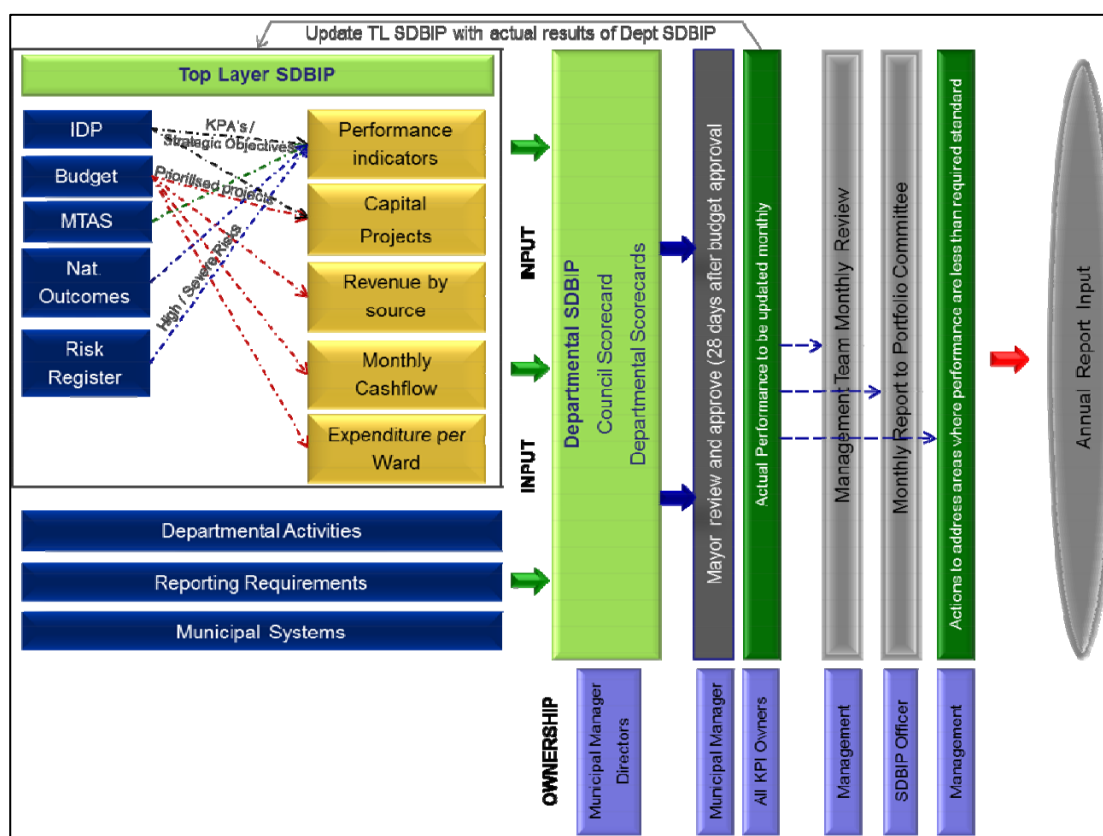 Update TL SDBIP with actual results of Dept SDBIP
Top Layer SDBIP
IDP
Budget
MTAS
Nat.
Outcomes
Risk
Register
KPA's /
Strategic Objectives
Prioritised projects
High / Severe Risks
Performance
indicators
Capital
Projects
Revenue by
source
Monthly
Cashflow
Expenditure per
Ward
Departmental Activities
Reporting Requirements
Municipal Systems
INPUT
INPUT
Departmental SDBIP
Council Scorecard
Departmental Scorecards
Mayor review and approve (28 days after budget approval
Actual Performance to be updated monthly
Management Team Monthly Review
Monthly Report to Portfolio Committee
Actions to address areas where performance are less than required standard
Annual Report Input
OWNERSHIP
Municipal Manager
Directors
Municipal Manager
All KPI Owners
Management
SDBIP Officer
Management